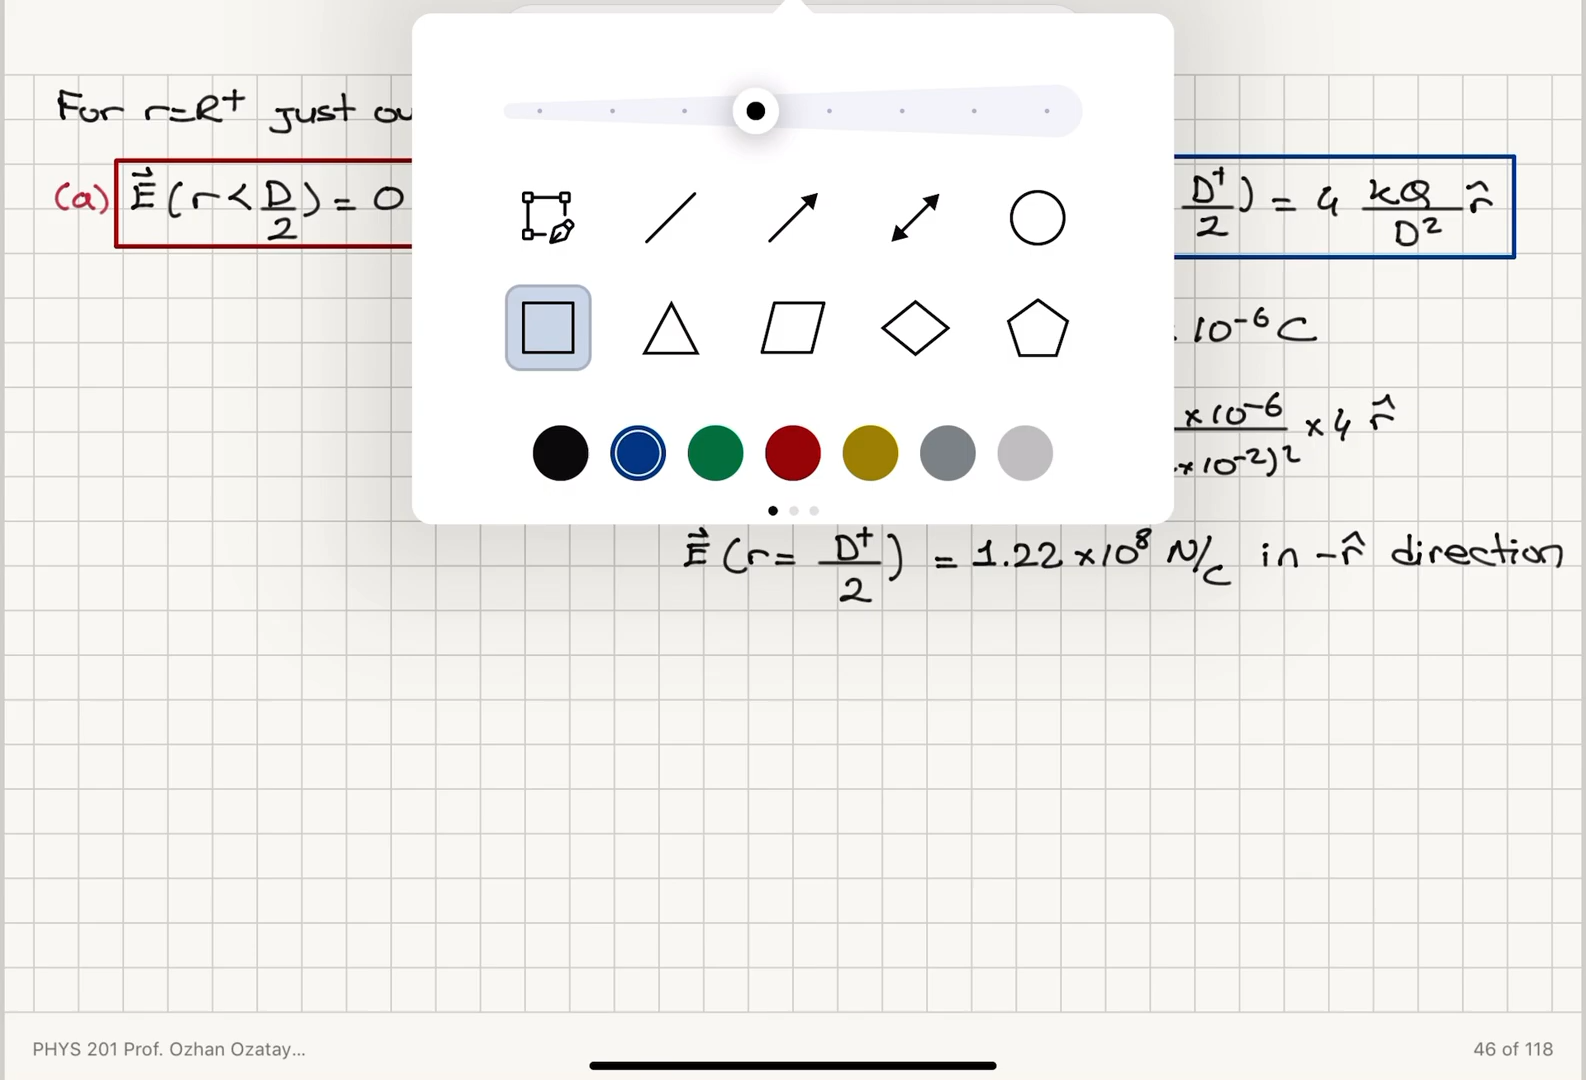 For r=R⁺ just
(a) E⃗(r<D/2)=0
D⁺/2) = 4 kQ/D² r̂
10⁻⁶ C
×10⁻⁶/×10⁻²)² ×4 r̂
E⃗(r= D⁺/2) = 1.22 ×10⁸ N/C in -r̂ direction
PHYS 201 Prof. Ozhan Ozatay...
46 of 118